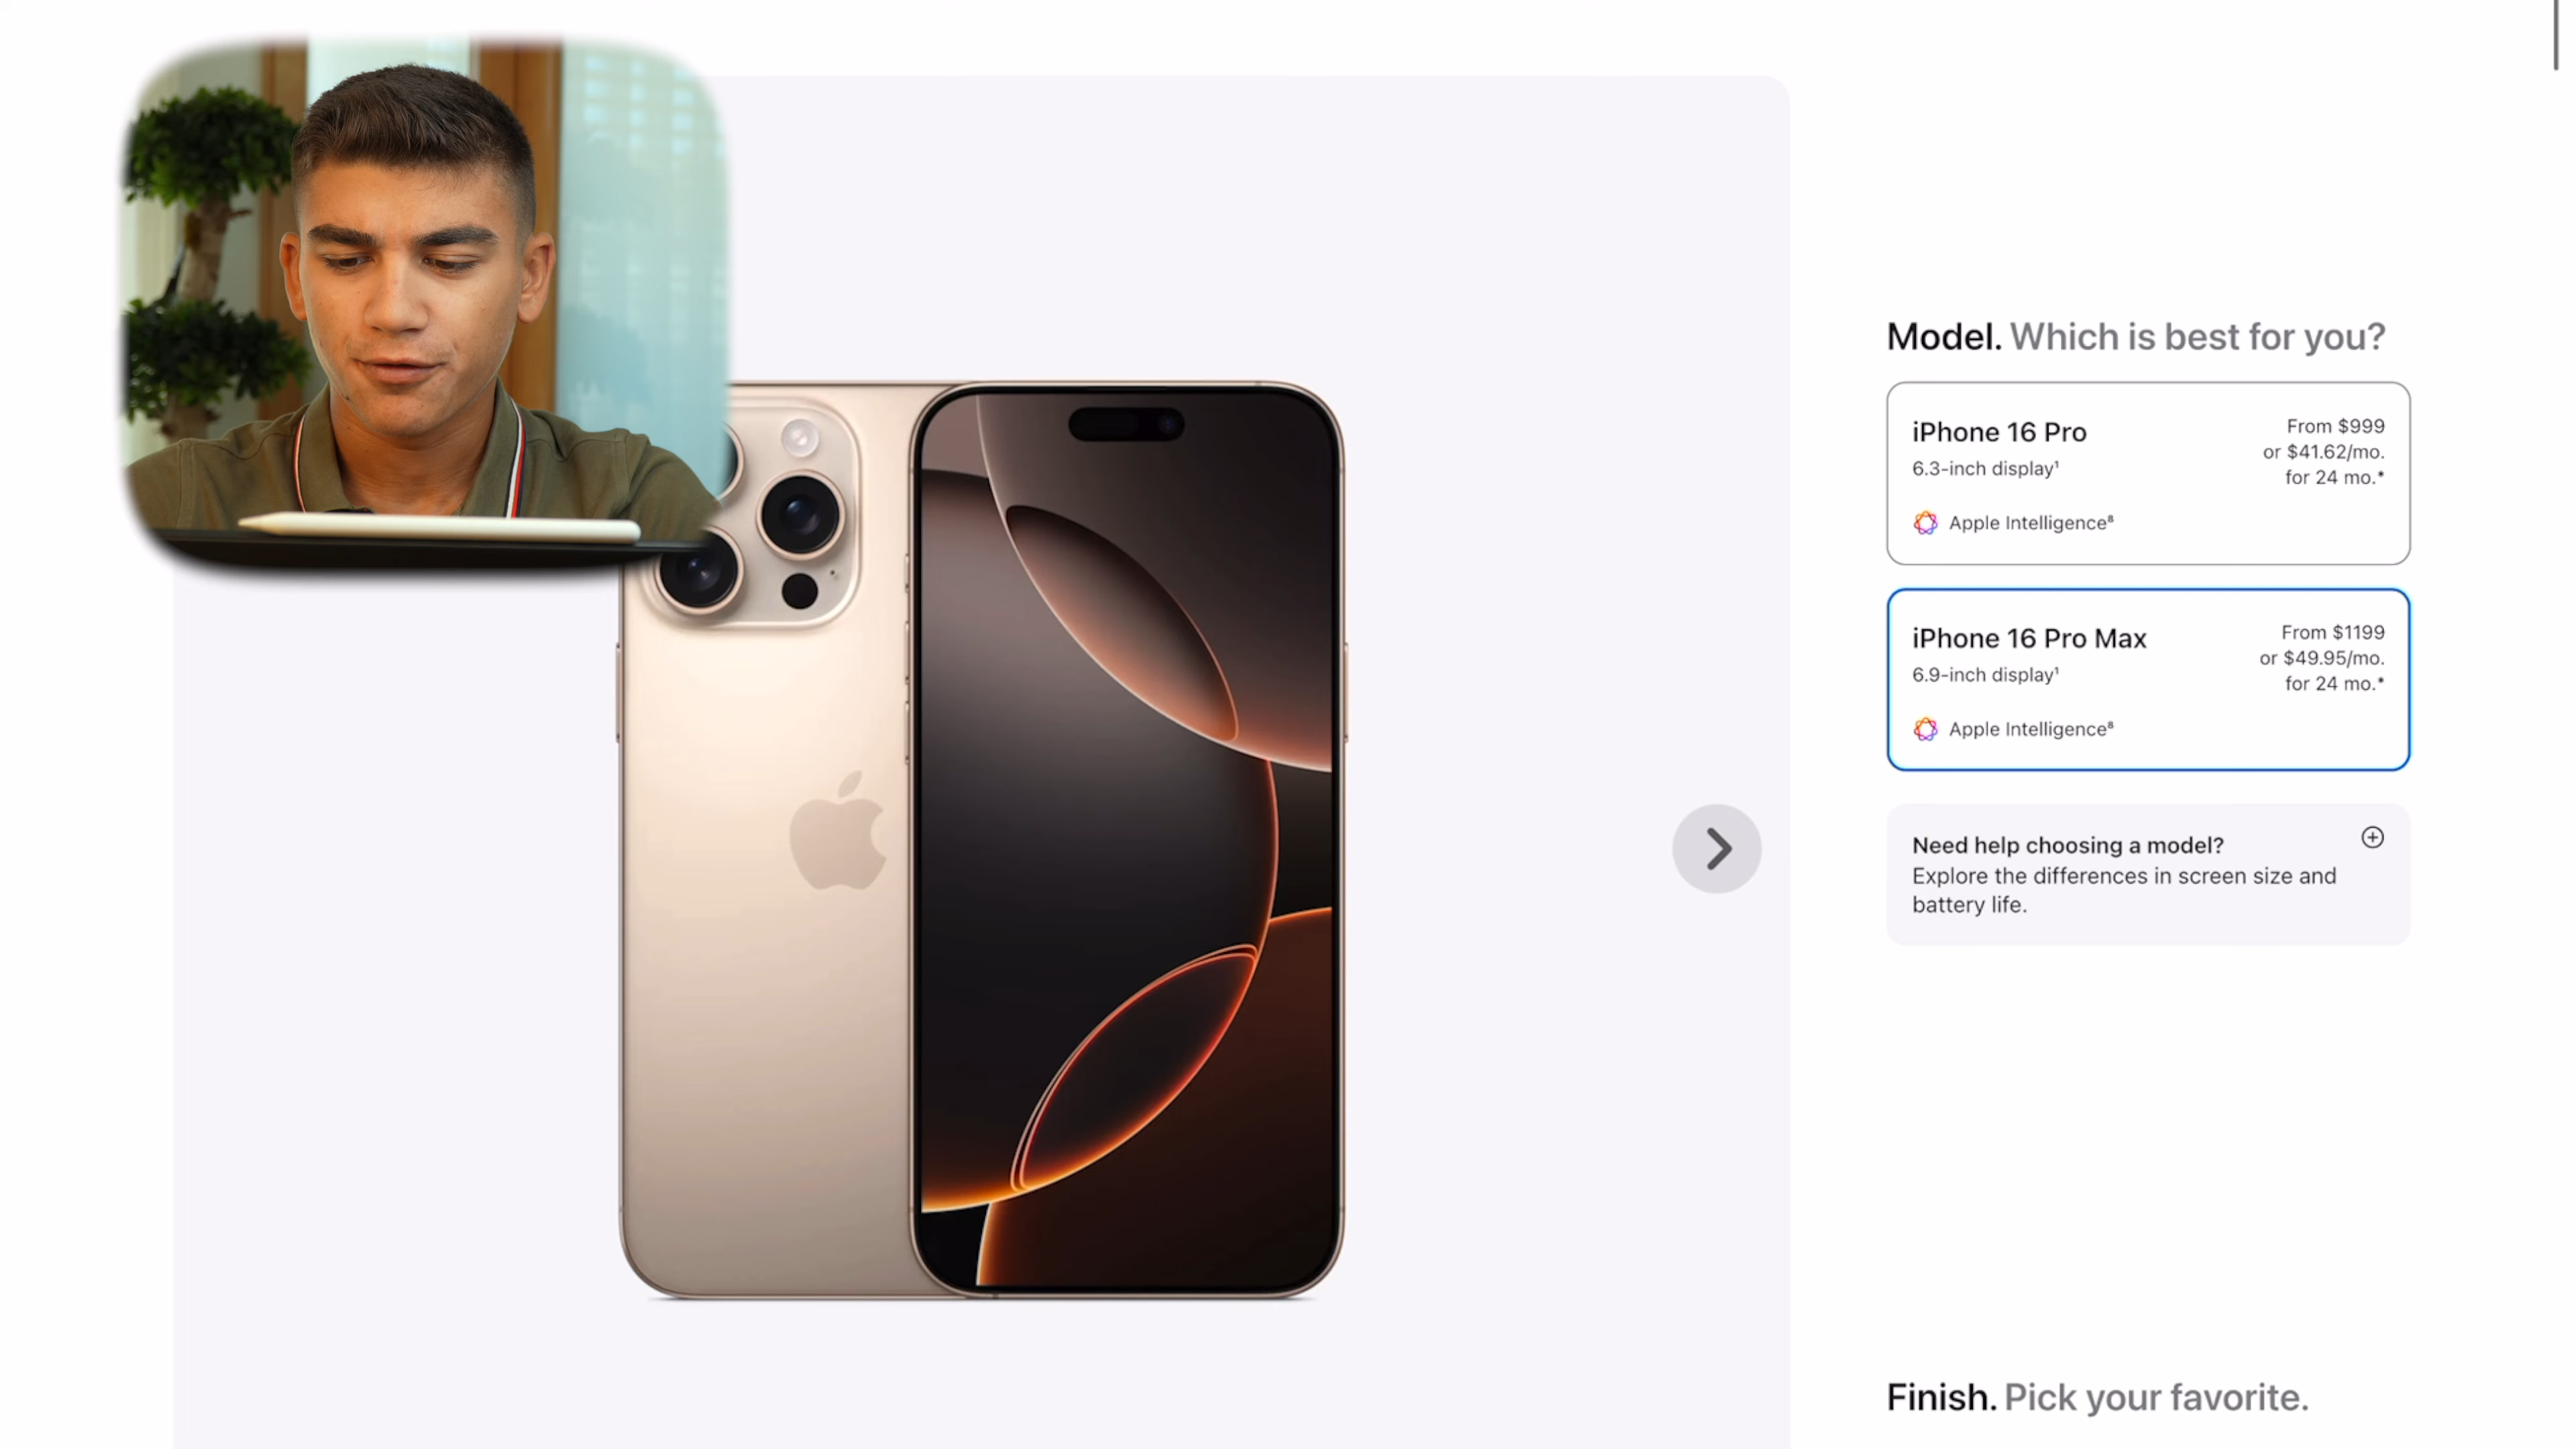 Model. Which is best for you?
iPhone 16 Pro
6.3-inch display¹
From $999
or $41.62/mo.
for 24 mo.*
Apple Intelligence⁸
iPhone 16 Pro Max
6.9-inch display¹
From $1199
or $49.95/mo.
for 24 mo.*
Apple Intelligence⁸
Need help choosing a model?
Explore the differences in screen size and
battery life.
Finish. Pick your favorite.